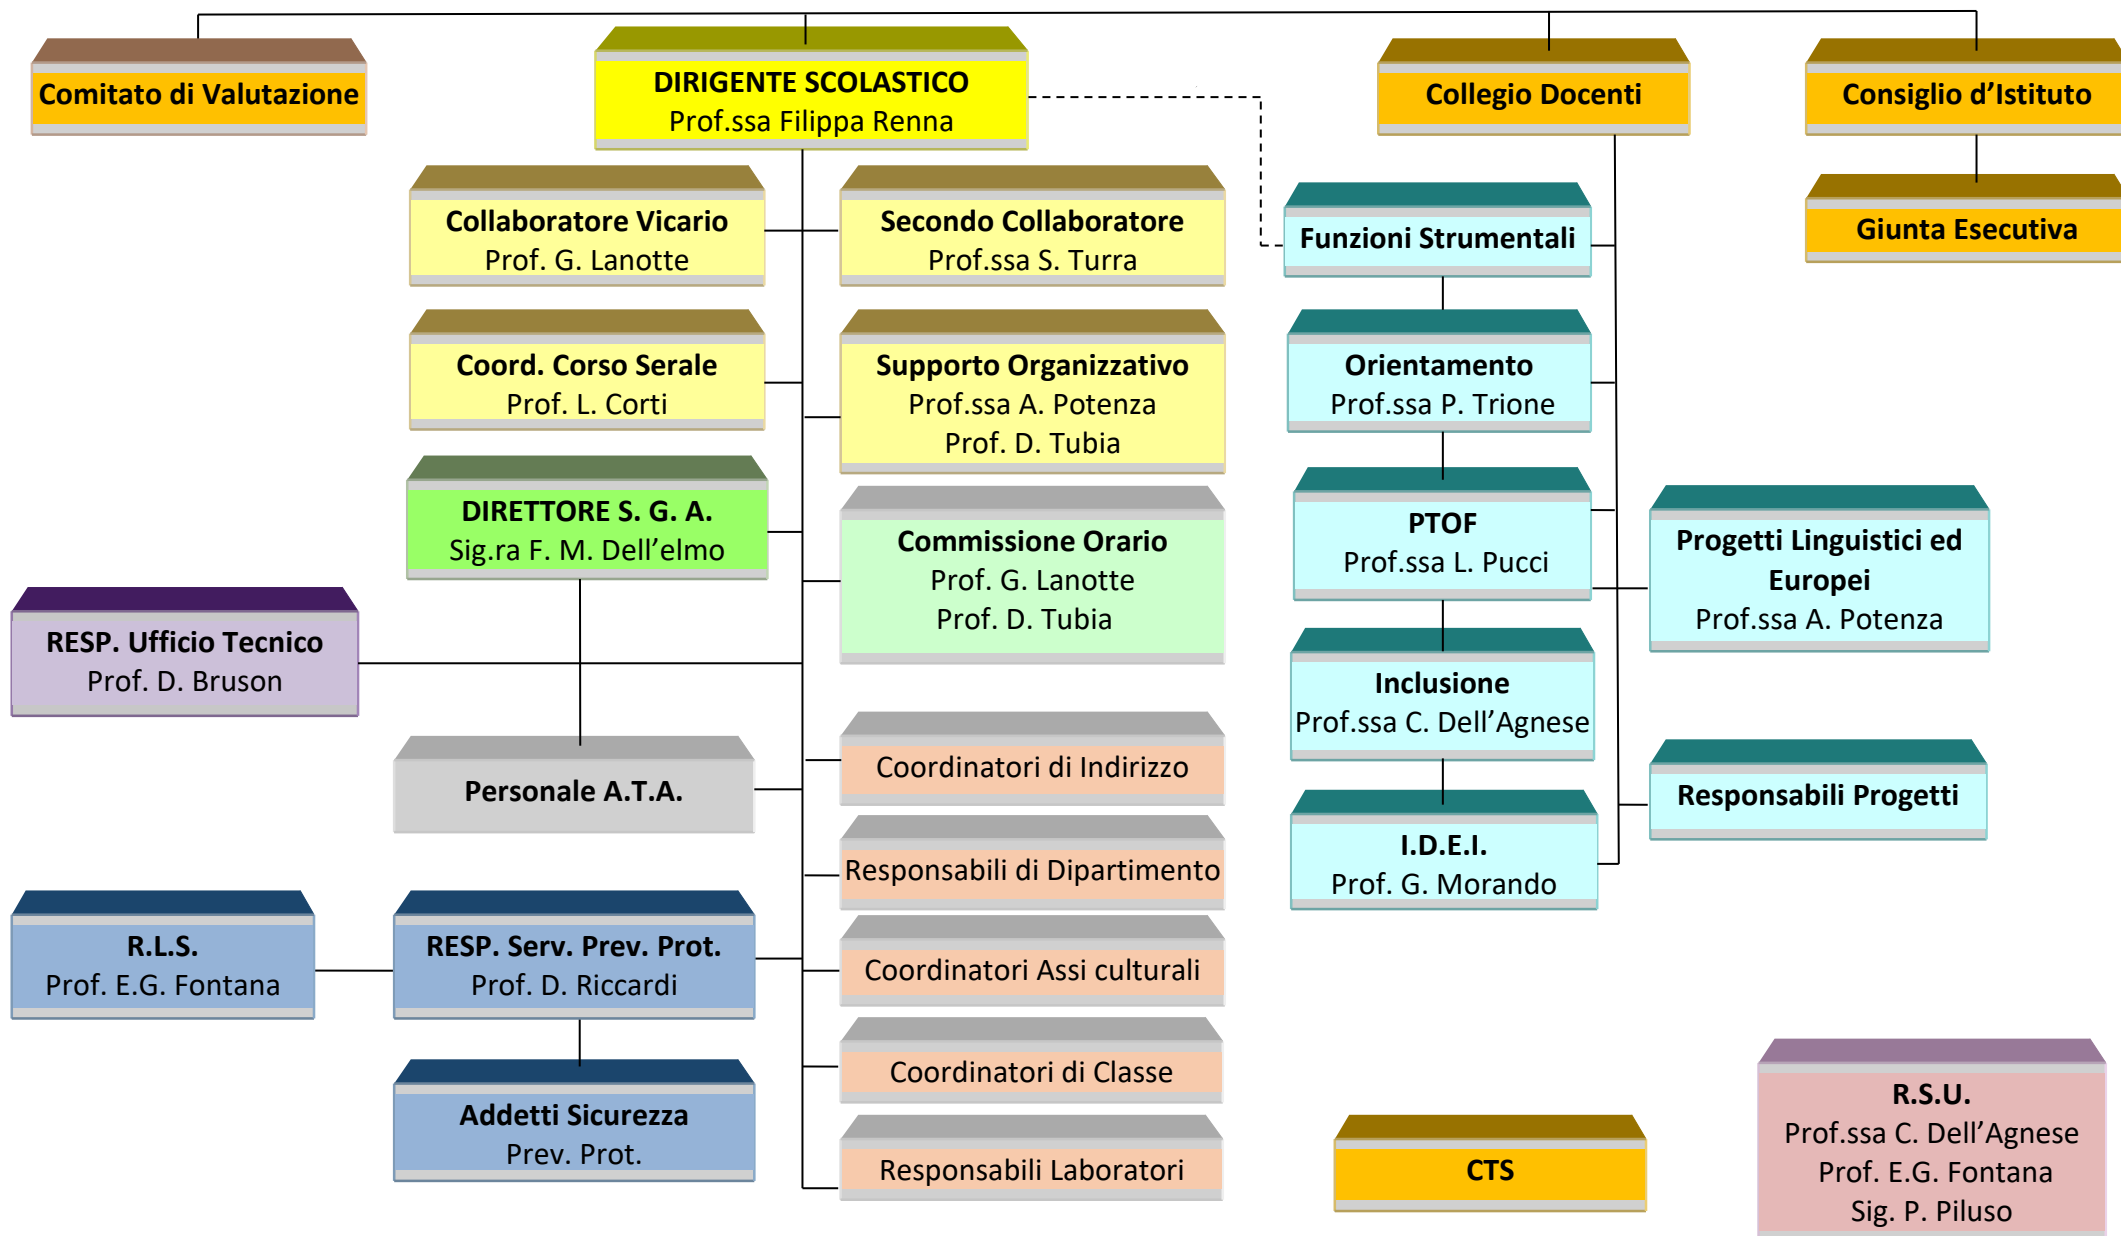 Comitato di Valutazione
DIRIGENTE SCOLASTICO
Prof.ssa Filippa Renna
Collegio Docenti
Consiglio d’Istituto
Collaboratore Vicario
Prof. G. Lanotte
Secondo Collaboratore
Prof.ssa S. Turra
Funzioni Strumentali
Giunta Esecutiva
Coord. Corso Serale
Prof. L. Corti
Supporto Organizzativo
Prof.ssa A. Potenza
Prof. D. Tubia
Orientamento
Prof.ssa P. Trione
DIRETTORE S. G. A.
Sig.ra F. M. Dell’elmo
Commissione Orario
Prof. G. Lanotte
Prof. D. Tubia
PTOF
Prof.ssa L. Pucci
Progetti Linguistici ed
Europei
Prof.ssa A. Potenza
RESP. Ufficio Tecnico
Prof. D. Bruson
Inclusione
Prof.ssa C. Dell’Agnese
Personale A.T.A.
Coordinatori di Indirizzo
Responsabili Progetti
I.D.E.I.
Prof. G. Morando
Responsabili di Dipartimento
R.L.S.
Prof. E.G. Fontana
RESP. Serv. Prev. Prot.
Prof. D. Riccardi
Coordinatori Assi culturali
Coordinatori di Classe
Addetti Sicurezza
Prev. Prot.
Responsabili Laboratori
CTS
R.S.U.
Prof.ssa C. Dell’Agnese
Prof. E.G. Fontana
Sig. P. Piluso